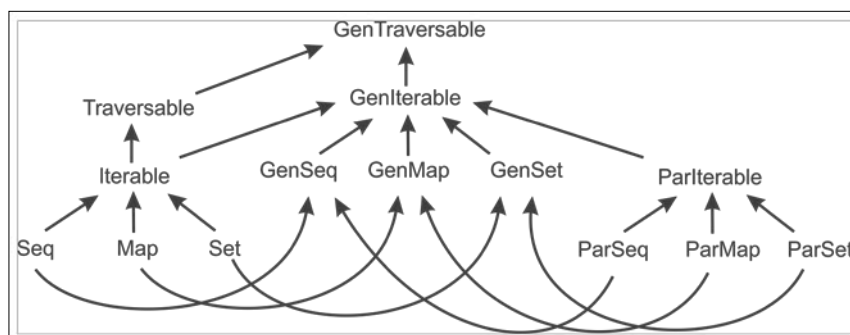 GenTraversable
Traversable
GenIterable
Iterable
GenSeq
GenMap
GenSet
ParIterable
Seq
Map
Set
ParSeq
ParMap
ParSet